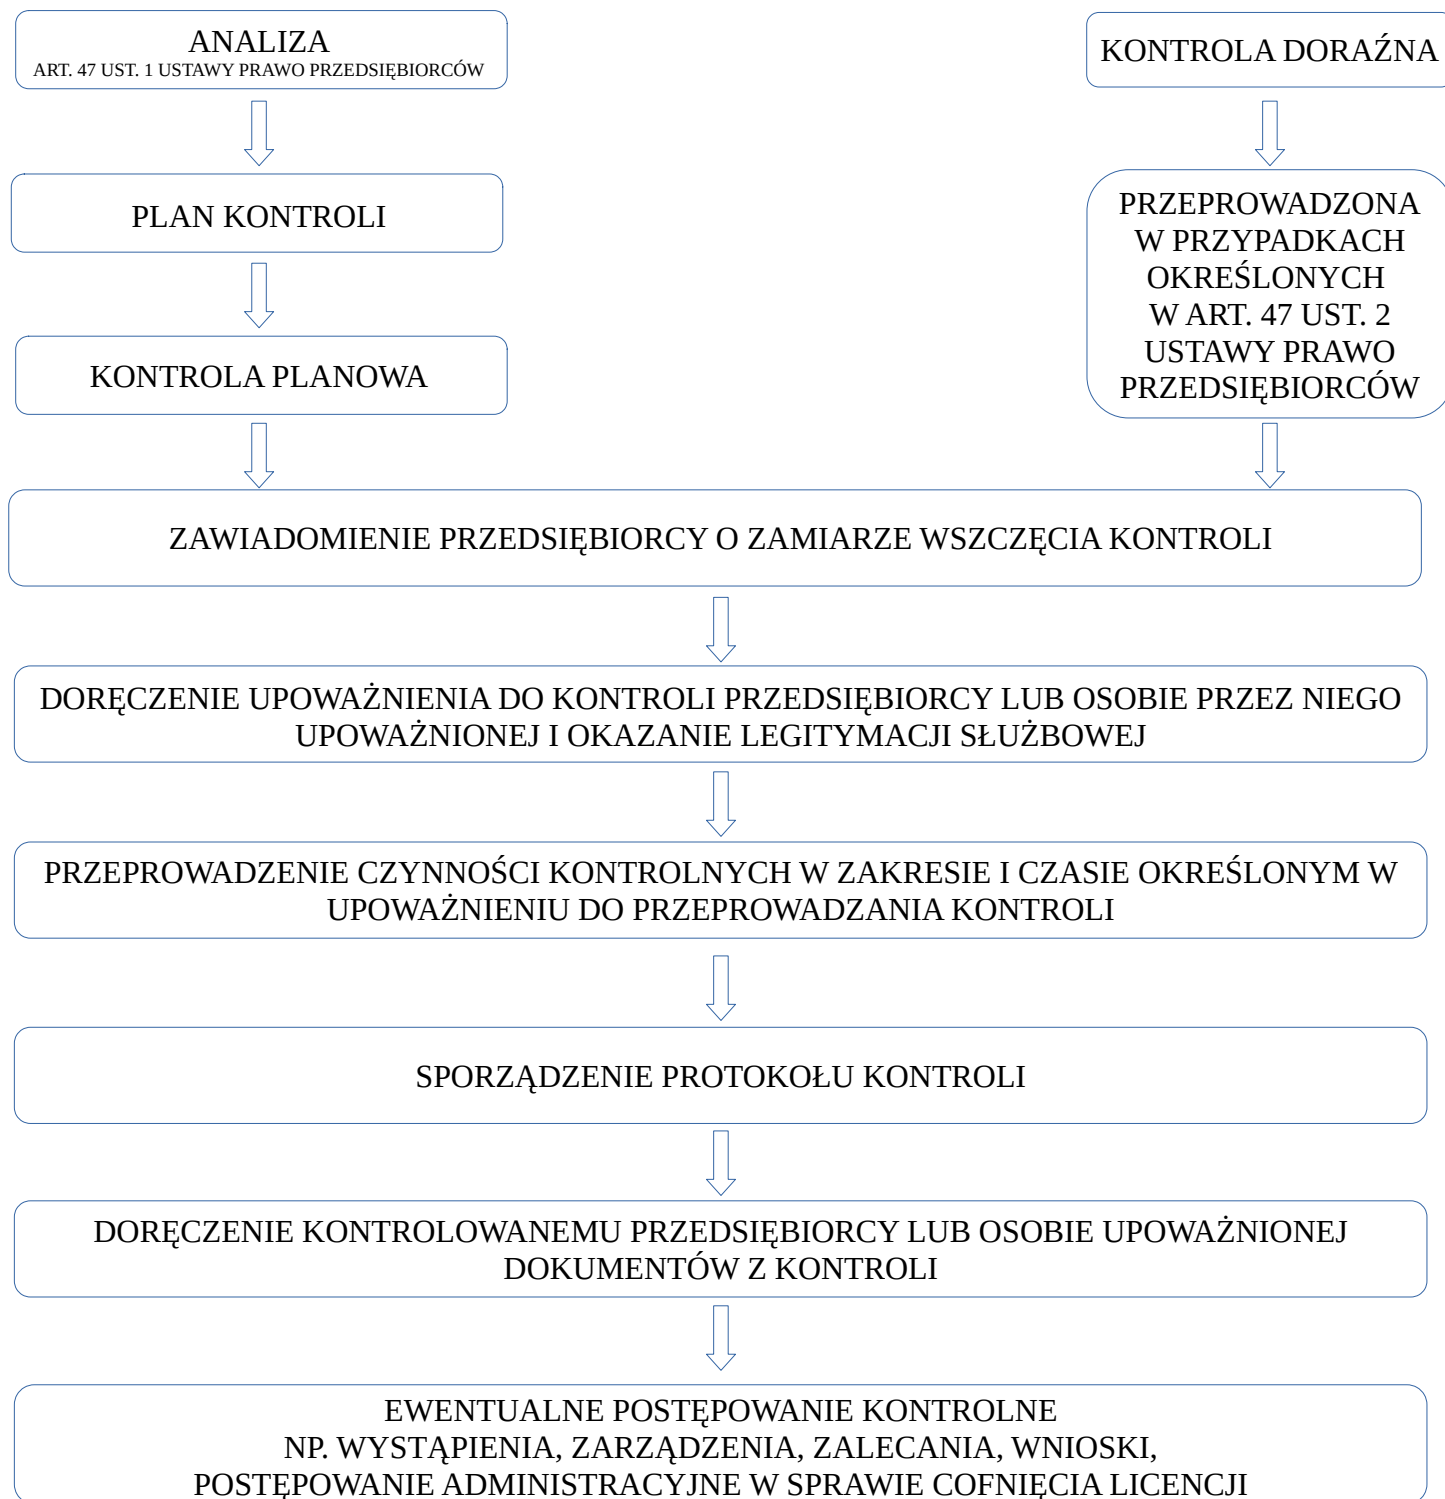 ANALIZA
ART. 47 UST. 1 USTAWY PRAWO PRZEDSIĘBIORCÓW
PLAN KONTROLI
KONTROLA PLANOWA
KONTROLA DORAŹNA
PRZEPROWADZONA
W PRZYPADKACH
OKREŚLONYCH
W ART. 47 UST. 2
USTAWY PRAWO
PRZEDSIĘBIORCÓW
ZAWIADOMIENIE PRZEDSIĘBIORCY O ZAMIARZE WSZCZĘCIA KONTROLI
DORĘCZENIE UPOWAŻNIENIA DO KONTROLI PRZEDSIĘBIORCY LUB OSOBIE PRZEZ NIEGO
UPOWAŻNIONEJ I OKAZANIE LEGITYMACJI SŁUŻBOWEJ
PRZEPROWADZENIE CZYNNOŚCI KONTROLNYCH W ZAKRESIE I CZASIE OKREŚLONYM W
UPOWAŻNIENIU DO PRZEPROWADZANIA KONTROLI
SPORZĄDZENIE PROTOKOŁU KONTROLI
DORĘCZENIE KONTROLOWANEMU PRZEDSIĘBIORCY LUB OSOBIE UPOWAŻNIONEJ
DOKUMENTÓW Z KONTROLI
EWENTUALNE POSTĘPOWANIE KONTROLNE
NP. WYSTĄPIENIA, ZARZĄDZENIA, ZALECANIA, WNIOSKI,
POSTĘPOWANIE ADMINISTRACYJNE W SPRAWIE COFNIĘCIA LICENCJI